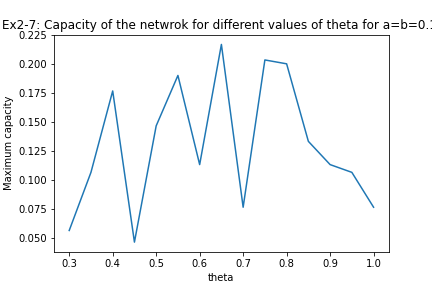 Ex2-7: Capacity of the netwrok for different values of theta for a=b=0.1
0.225
0.200
0.175
0.150
0.125
0.100
0.075
0.050
Maximum capacity
0.3 0.4 0.5 0.6 0.7 0.8 0.9 1.0
theta